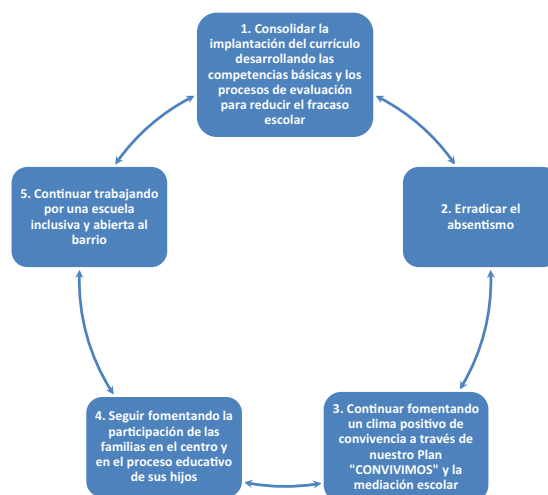 1. Consolidar la
implantación del currículo
desarrollando las
competencias básicas y los
procesos de evaluación
para reducir el fracaso
escolar
2. Erradicar el
absentismo
3. Continuar fomentando
un clima positivo de
convivencia a través de
nuestro Plan
"CONVIVIMOS" y la
mediación escolar
4. Seguir fomentando la
participación de las
familias en el centro y
en el proceso educativo
de sus hijos
5. Continuar trabajando
por una escuela
inclusiva y abierta al
barrio